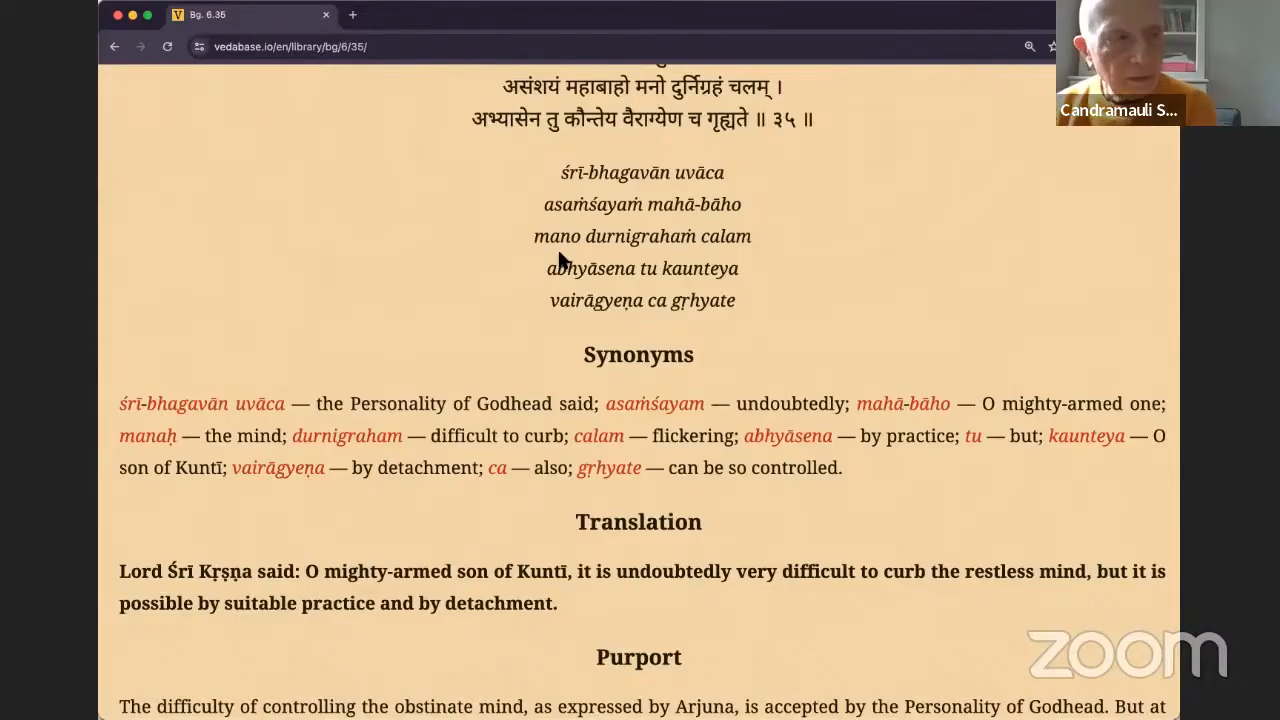 Bg. 6.35
vedabase.io/en/library/bg/6/35/
Candramauli S...
असंशयं महाबाहो मनो दुर्निग्रहं चलम् ।
अभ्यासेन तु कौन्तेय वैराग्येण च गृह्यते ॥ ३५ ॥
śrī-bhagavān uvāca
asaṁśayaṁ mahā-bāho
mano durnigrahaṁ calam
abhyāsena tu kaunteya
vairāgyeṇa ca gṛhyate
Synonyms
śrī-bhagavān uvāca — the Personality of Godhead said; asaṁśayam — undoubtedly; mahā-bāho — O mighty-armed one;
manaḥ — the mind; durnigraham — difficult to curb; calam — flickering; abhyāsena — by practice; tu — but; kaunteya — O
son of Kuntī; vairāgyeṇa — by detachment; ca — also; gṛhyate — can be so controlled.
Translation
Lord Śrī Kṛṣṇa said: O mighty-armed son of Kuntī, it is undoubtedly very difficult to curb the restless mind, but it is
possible by suitable practice and by detachment.
Purport
The difficulty of controlling the obstinate mind, as expressed by Arjuna, is accepted by the Personality of Godhead. But at
zoom